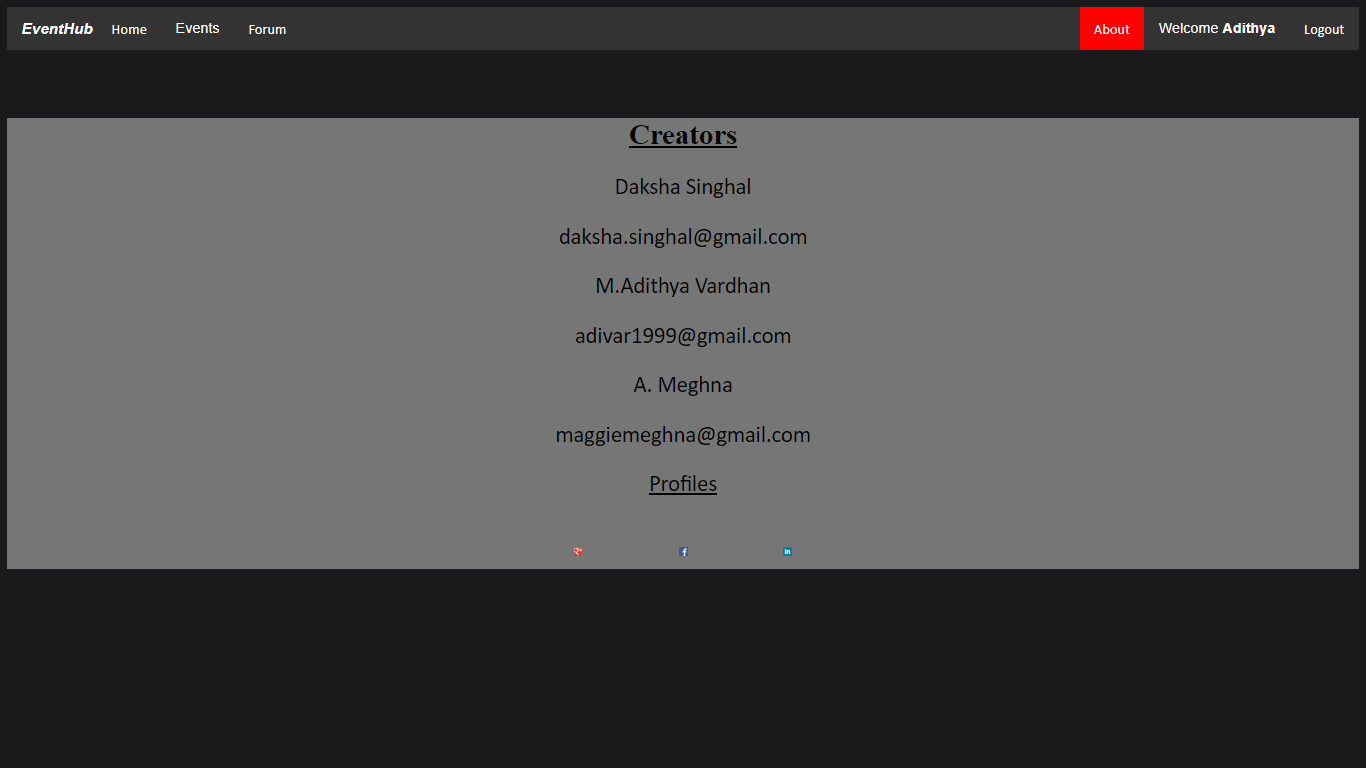 EventHub Home Events Forum About Welcome Adithya Logout
Creators
Daksha Singhal
daksha.singhal@gmail.com
M.Adithya Vardhan
adivar1999@gmail.com
A. Meghna
maggiemeghna@gmail.com
Profiles
g+ f in